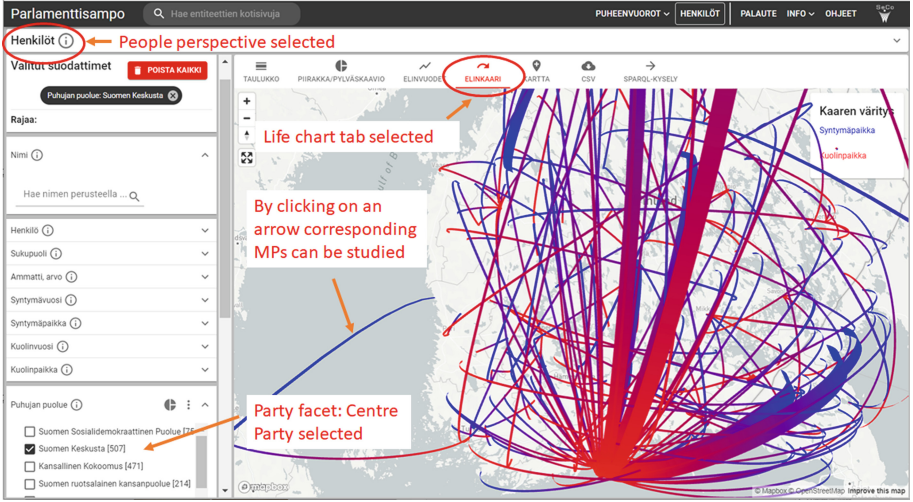 Parlamenttisampo
Hae entiteettien kotisivuja
PUHEENVUOROT
HENKILÖT
PALAUTE
INFO
OHJEET
SeCo
Henkilöt
People perspective selected
Valitut suodattimet
POISTA KAIKKI
Puhujan puolue: Suomen Keskusta
Rajaa:
Nimi
Hae nimen perusteella ...
Henkilö
Sukupuoli
Ammatti, arvo
Syntymävuosi
Syntymäpaikka
Kuolinvuosi
Kuolinpaikka
Puhujan puolue
Suomen Sosialidemokraattinen Puolue
Suomen Keskusta [507]
Kansallinen Kokoomus [471]
Suomen ruotsalainen kansanpuolue [214]
TAULUKKO
PIIRAKKA/PYLVÄSKAAVIO
ELINVUODET
ELINKAARI
KARTTA
CSV
SPARQL-KYSELY
Life chart tab selected
Kaaren väritys
Syntymäpaikka
Kuolinpaikka
By clicking on an
arrow corresponding
MPs can be studied
Party facet: Centre
Party selected
mapbox
© Mapbox © OpenStreetMap Improve this map